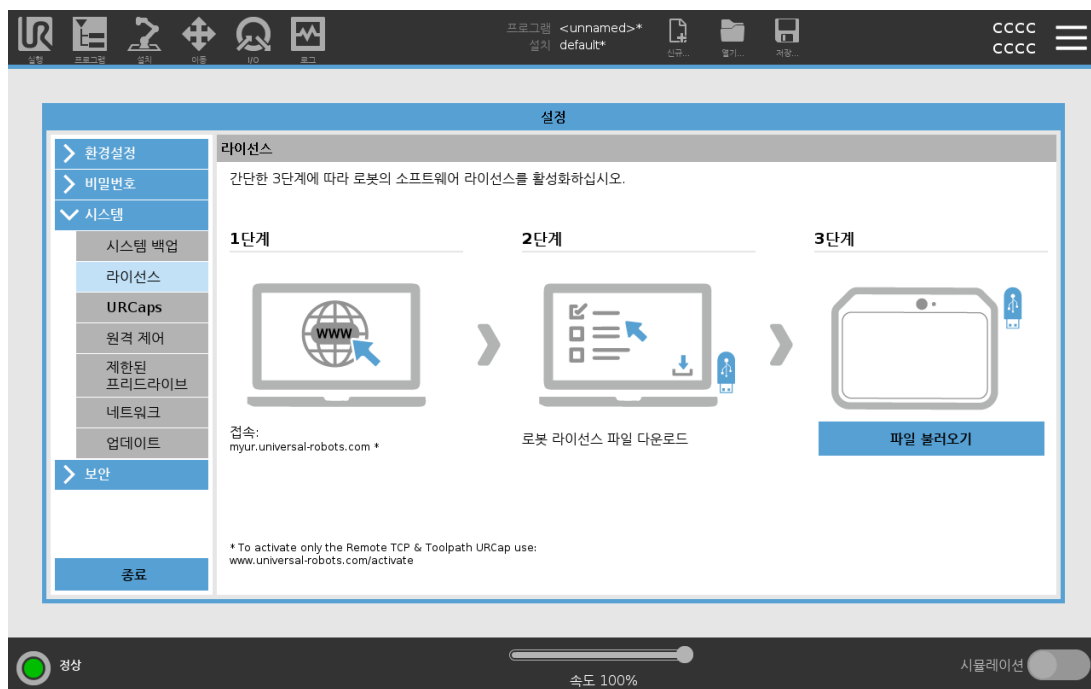 UR
실행
프로그램
설치
이동
I/O
로그
프로그램 <unnamed>*
설치 default*
신규...
열기...
저장...
CCCC
CCCC
설정
환경설정
비밀번호
시스템
시스템 백업
라이선스
URCaps
원격 제어
제한된
프리드라이브
네트워크
업데이트
보안
종료
라이선스
간단한 3단계에 따라 로봇의 소프트웨어 라이선스를 활성화하십시오.
1단계
2단계
3단계
WWW
접속:
myur.universal-robots.com *
로봇 라이선스 파일 다운로드
파일 불러오기
* To activate only the Remote TCP & Toolpath URCap use:
www.universal-robots.com/activate
정상
속도 100%
시뮬레이션